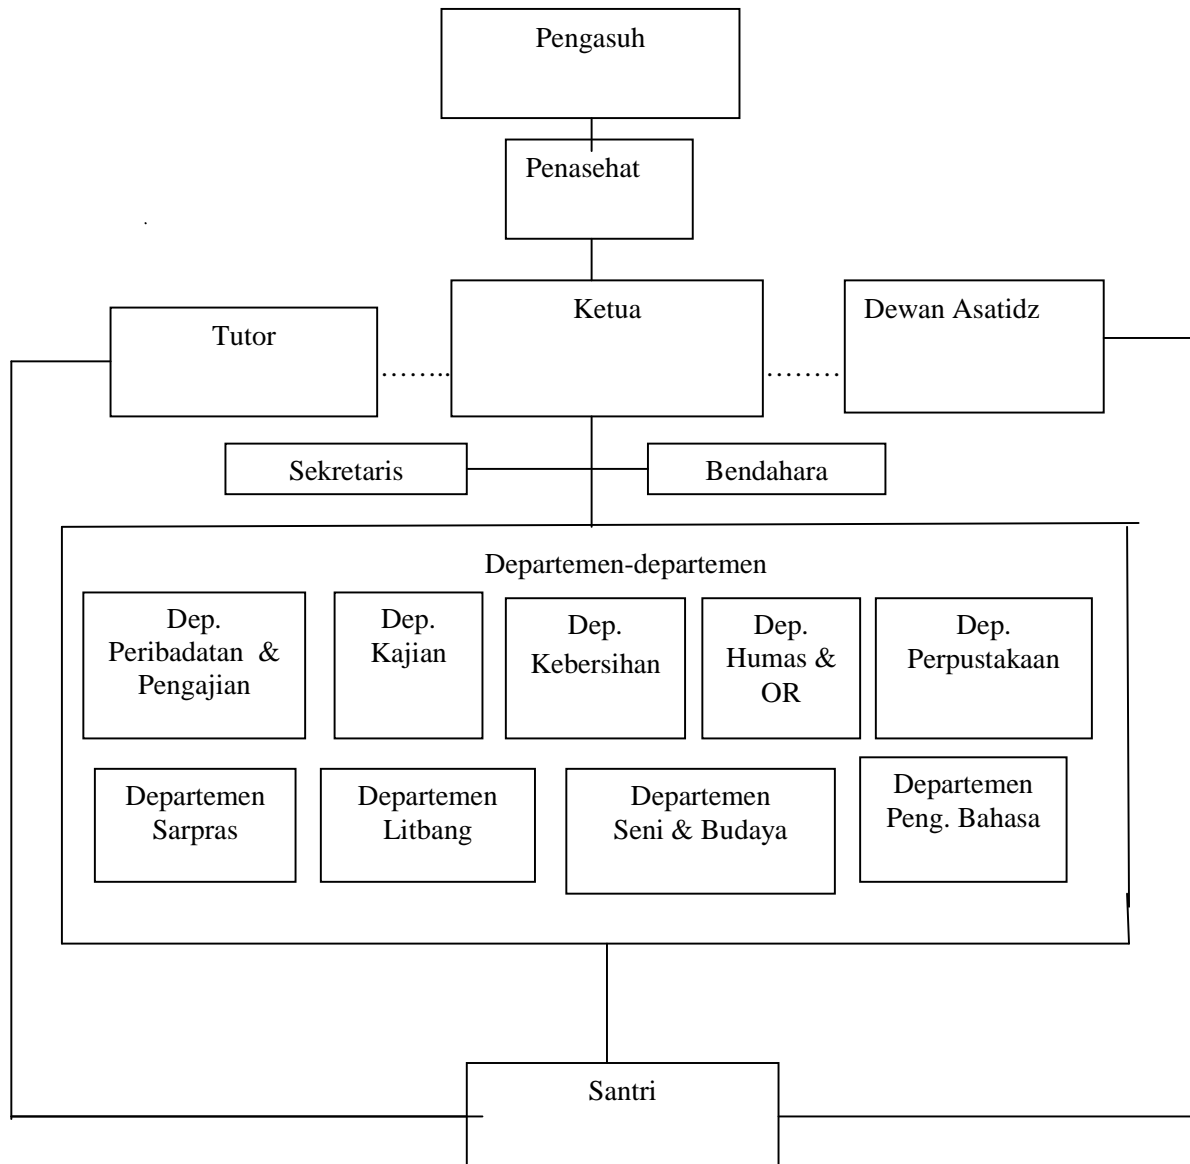 Pengasuh
Penasehat
Tutor
……..
Ketua
………
Dewan Asatidz
Sekretaris
Bendahara
Departemen-departemen
Dep.
Peribadatan &
Pengajian
Dep.
Kajian
Dep.
Kebersihan
Dep.
Humas &
OR
Dep.
Perpustakaan
Departemen
Sarpras
Departemen
Litbang
Departemen
Seni & Budaya
Departemen
Peng. Bahasa
Santri